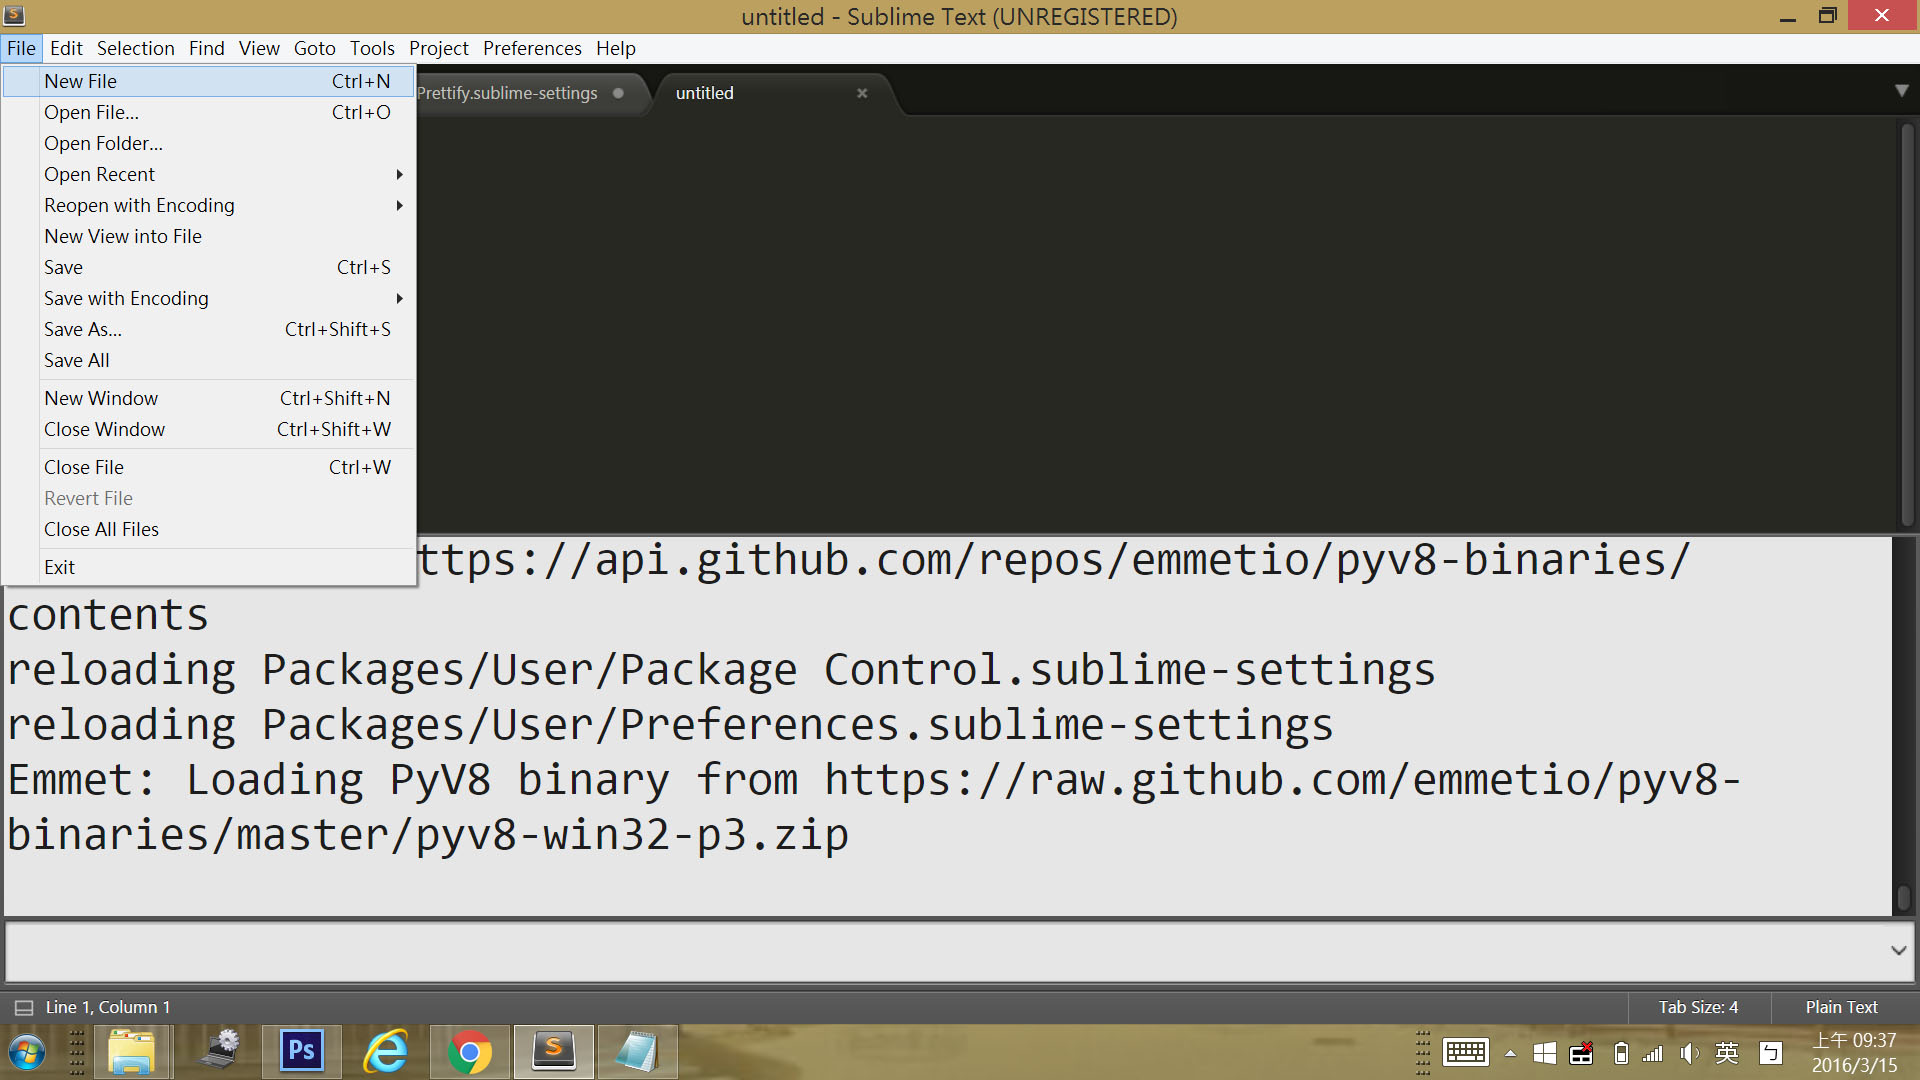 untitled - Sublime Text (UNREGISTERED)
File Edit Selection Find View Goto Tools Project Preferences Help
New File Ctrl+N
Open File... Ctrl+O
Open Folder...
Open Recent
Reopen with Encoding
New View into File
Save Ctrl+S
Save with Encoding
Save As... Ctrl+Shift+S
Save All
New Window Ctrl+Shift+N
Close Window Ctrl+Shift+W
Close File Ctrl+W
Revert File
Close All Files
Exit
Prettify.sublime-settings
untitled
ttps://api.github.com/repos/emmetio/pyv8-binaries/
contents
reloading Packages/User/Package Control.sublime-settings
reloading Packages/User/Preferences.sublime-settings
Emmet: Loading PyV8 binary from https://raw.github.com/emmetio/pyv8-
binaries/master/pyv8-win32-p3.zip
Line 1, Column 1
Tab Size: 4
Plain Text
Ps
S
英
ㄅ
上午 09:37
2016/3/15